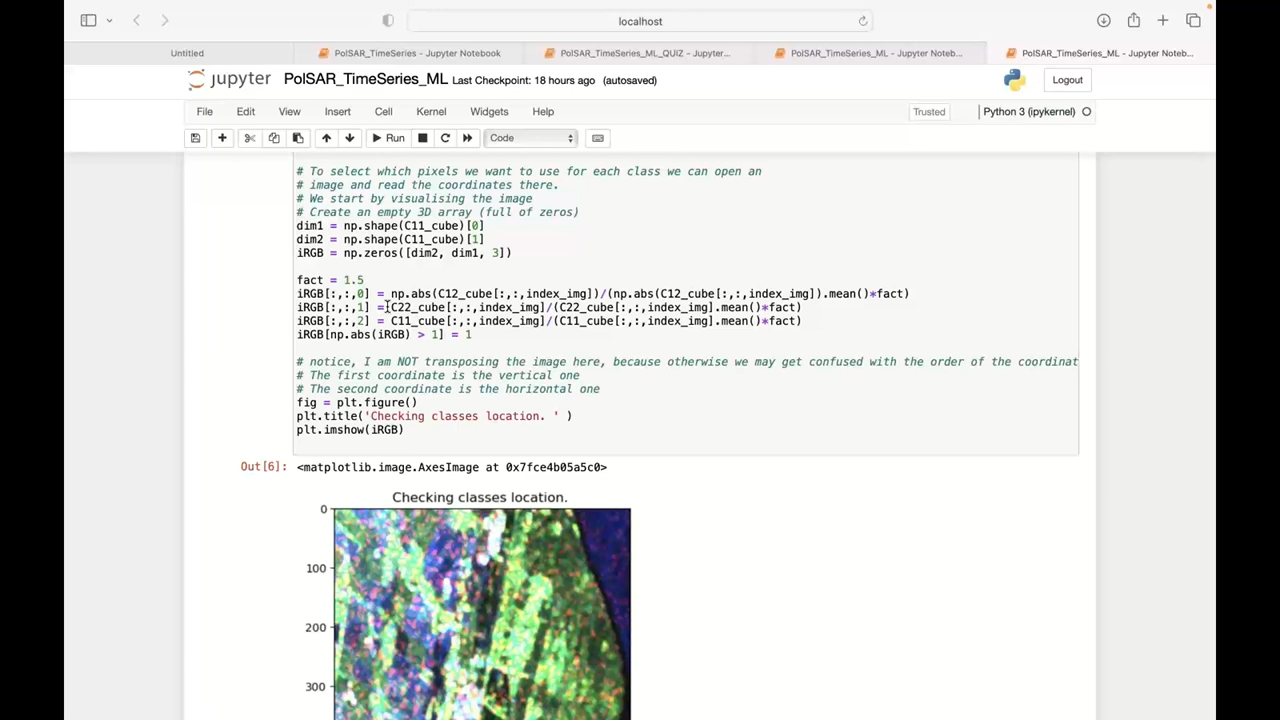 localhost
Untitled
PolSAR_TimeSeries - Jupyter Notebook
PolSAR_TimeSeries_ML_QUIZ - Jupyter...
PolSAR_TimeSeries_ML - Jupyter Noteb...
PolSAR_TimeSeries_ML - Jupyter Noteb...
jupyter PolSAR_TimeSeries_ML Last Checkpoint: 18 hours ago (autosaved)
Logout
File Edit View Insert Cell Kernel Widgets Help
Trusted
Python 3 (ipykernel)
Run
Code
# To select which pixels we want to use for each class we can open an
# image and read the coordinates there.
# We start by visualising the image
# Create an empty 3D array (full of zeros)
dim1 = np.shape(C11_cube)[0]
dim2 = np.shape(C11_cube)[1]
iRGB = np.zeros([dim2, dim1, 3])
fact = 1.5
iRGB[:,:,0] = np.abs(C12_cube[:,:,index_img])/(np.abs(C12_cube[:,:,index_img]).mean()*fact)
iRGB[:,:,1] = C22_cube[:,:,index_img]/(C22_cube[:,:,index_img].mean()*fact)
iRGB[:,:,2] = C11_cube[:,:,index_img]/(C11_cube[:,:,index_img].mean()*fact)
iRGB[np.abs(iRGB) > 1] = 1
# notice, I am NOT transposing the image here, because otherwise we may get confused with the order of the coordinat
# The first coordinate is the vertical one
# The second coordinate is the horizontal one
fig = plt.figure()
plt.title('Checking classes location. ' )
plt.imshow(iRGB)
Out[6]: <matplotlib.image.AxesImage at 0x7fce4b05a5c0>
Checking classes location.
0
100
200
300